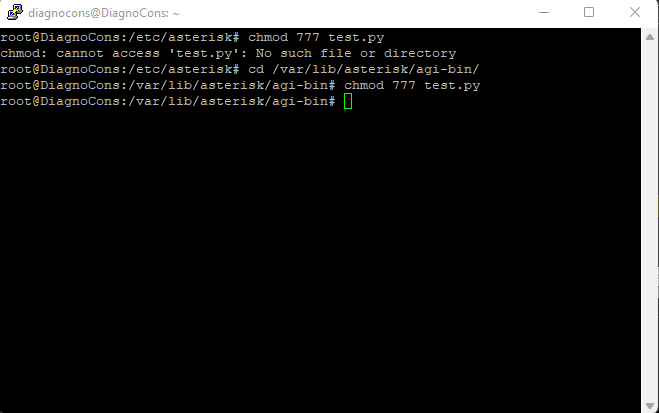 diagnocons@DiagnoCons: ~
root@DiagnoCons:/etc/asterisk# chmod 777 test.py
chmod: cannot access 'test.py': No such file or directory
root@DiagnoCons:/etc/asterisk# cd /var/lib/asterisk/agi-bin/
root@DiagnoCons:/var/lib/asterisk/agi-bin# chmod 777 test.py
root@DiagnoCons:/var/lib/asterisk/agi-bin#